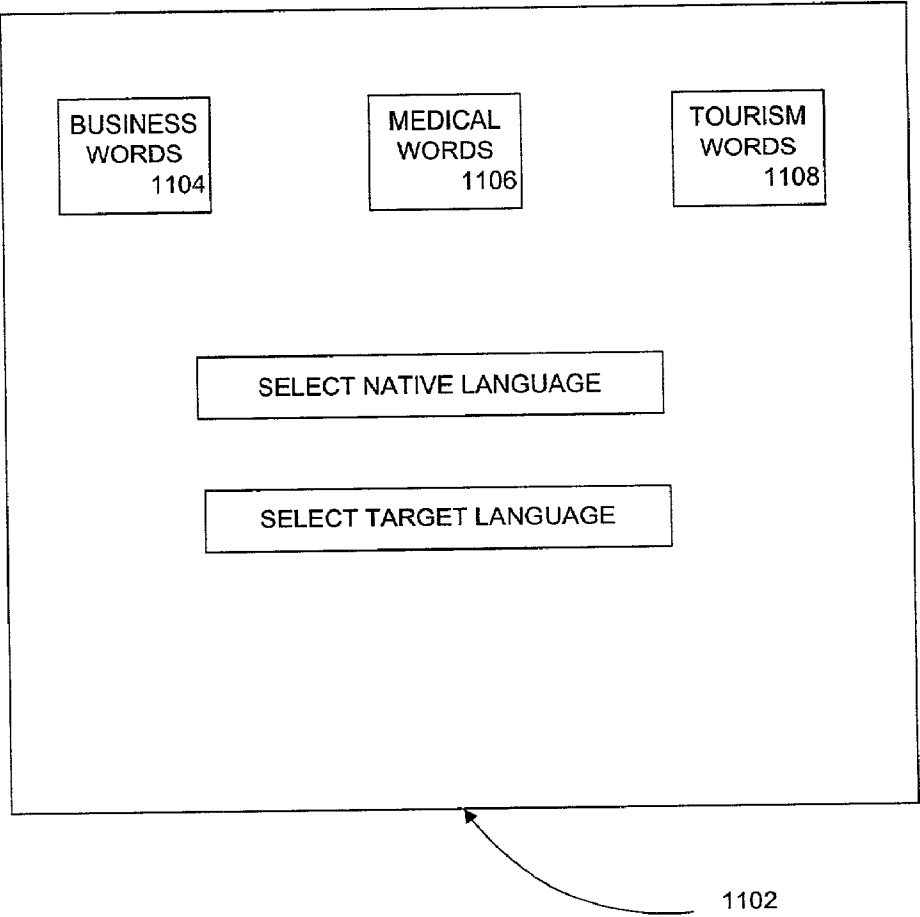 BUSINESS
WORDS
1104
MEDICAL
WORDS
1106
TOURISM
WORDS
1108
SELECT NATIVE LANGUAGE
SELECT TARGET LANGUAGE
1102